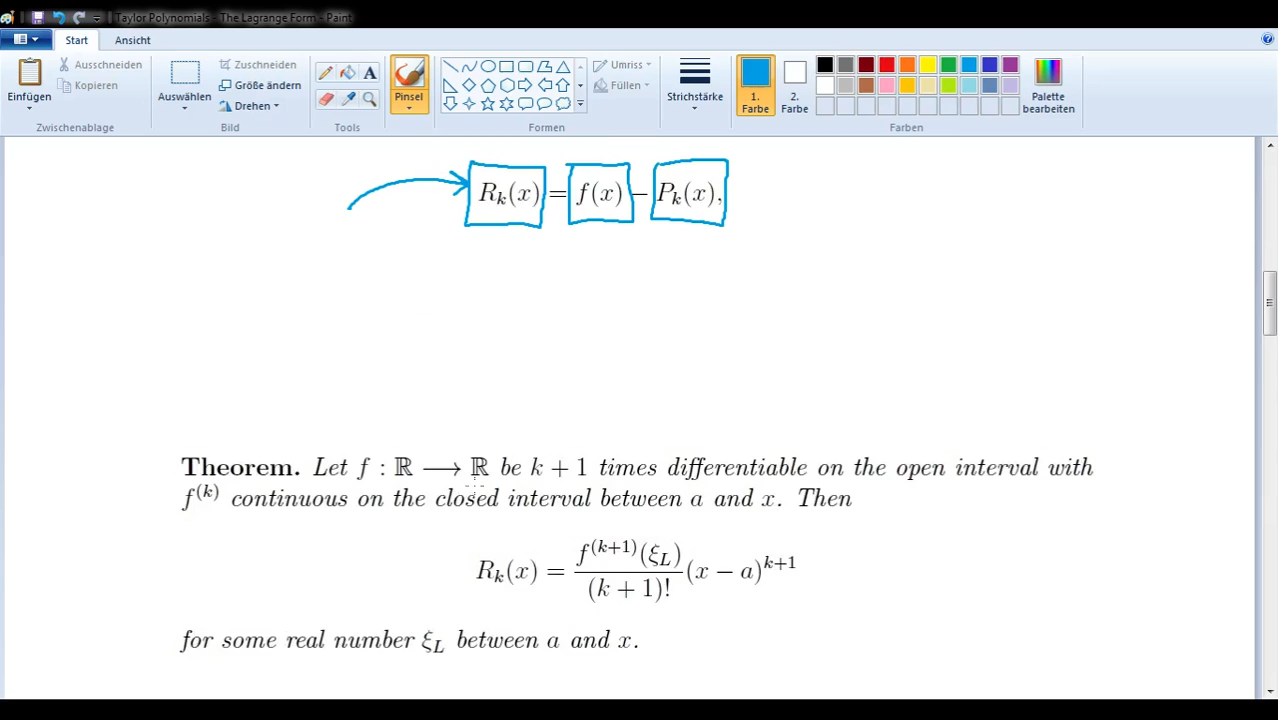 Taylor Polynomials - The Lagrange Form - Paint
Start Ansicht
Einfügen
Ausschneiden
Kopieren
Zwischenablage
Auswählen
Zuschneiden
Größe ändern
Drehen
Bild
A
Tools
Pinsel
Umriss
Füllen
Formen
Strichstärke
1.
Farbe
2.
Farbe
Palette
bearbeiten
Farben
R_k(x) = f(x) − P_k(x),
Theorem. Let f : ℝ ⟶ ℝ be k + 1 times differentiable on the open interval with
f^(k) continuous on the closed interval between a and x. Then
R_k(x) = f^(k+1)(ξ_L) / (k + 1)! (x − a)^k+1
for some real number ξ_L between a and x.